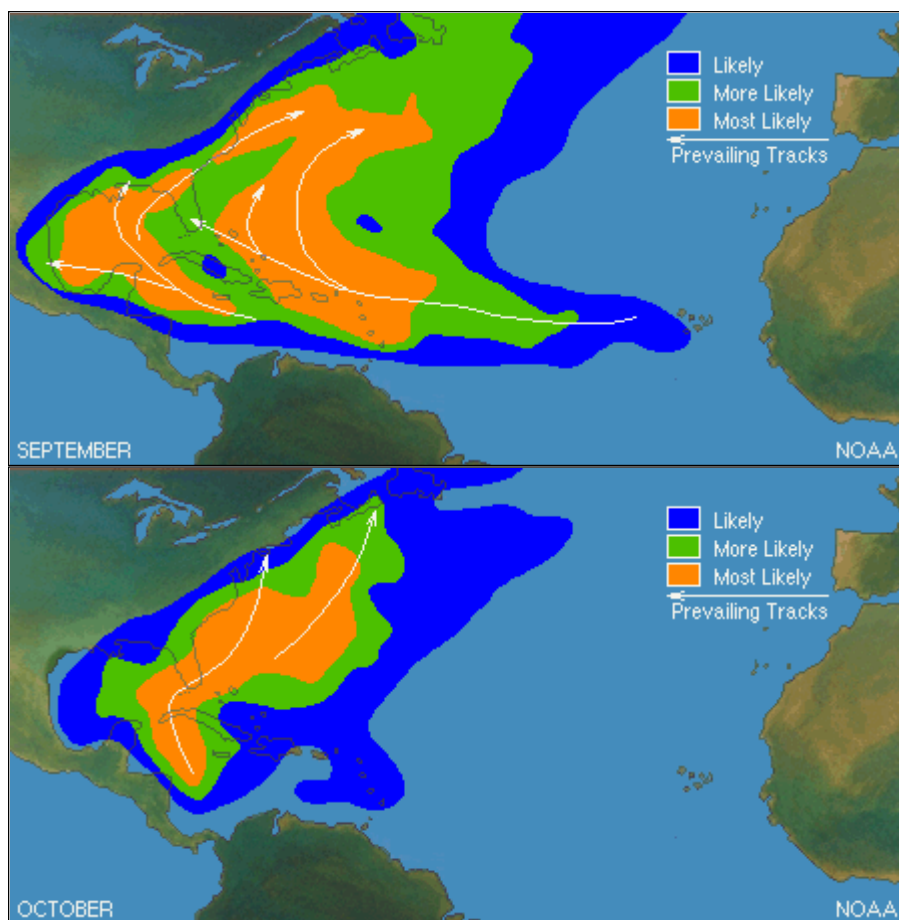 Likely
More Likely
Most Likely
Prevailing Tracks
SEPTEMBER
NOAA
Likely
More Likely
Most Likely
Prevailing Tracks
OCTOBER
NOAA